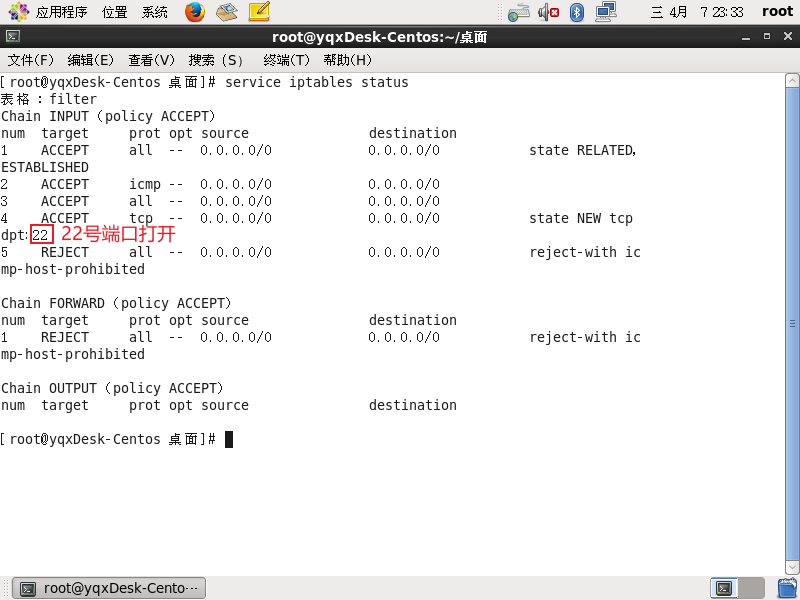 应用程序 位置 系统 三 4月 7 23:33 root
root@yqxDesk-Centos:~/桌面
文件(F) 编辑(E) 查看(V) 搜索 (S) 终端(T) 帮助(H)
[root@yqxDesk-Centos 桌面]# service iptables status
表格：filter
Chain INPUT (policy ACCEPT)
num target prot opt source destination
1 ACCEPT all -- 0.0.0.0/0 0.0.0.0/0 state RELATED,
ESTABLISHED
2 ACCEPT icmp -- 0.0.0.0/0 0.0.0.0/0
3 ACCEPT all -- 0.0.0.0/0 0.0.0.0/0
4 ACCEPT tcp -- 0.0.0.0/0 0.0.0.0/0 state NEW tcp
dpt:22 22号端口打开
5 REJECT all -- 0.0.0.0/0 0.0.0.0/0 reject-with ic
mp-host-prohibited
Chain FORWARD (policy ACCEPT)
num target prot opt source destination
1 REJECT all -- 0.0.0.0/0 0.0.0.0/0 reject-with ic
mp-host-prohibited
Chain OUTPUT (policy ACCEPT)
num target prot opt source destination
[root@yqxDesk-Centos 桌面]#
root@yqxDesk-Cento···